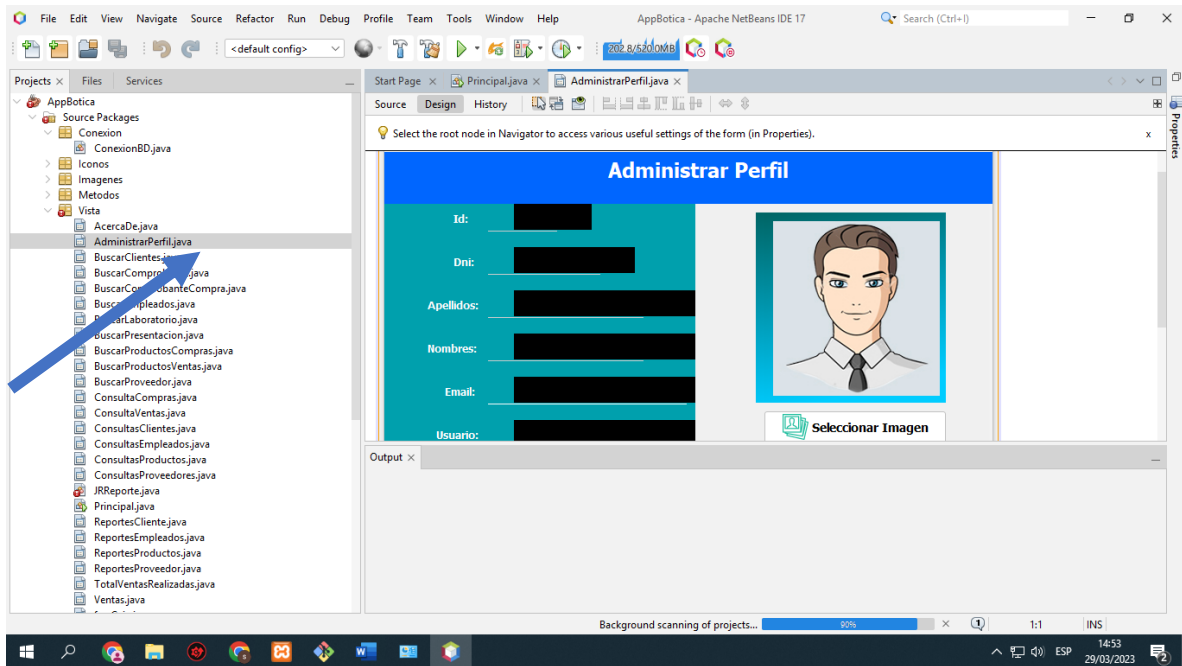 File Edit View Navigate Source Refactor Run Debug Profile Team Tools Window Help AppBotica - Apache NetBeans IDE 17 Search (Ctrl+I)
<default config> 202.8/520.0MB
Projects Files Services
Start Page Principal.java AdministrarPerfil.java
AppBotica
Source Packages
Conexion
ConexionBD.java
Iconos
Imagenes
Metodos
Vista
AcercaDe.java
AdministrarPerfil.java
BuscarClientes.java
.java
Compra.java
BuscarLaboratorio.java
BuscarPresentacion.java
BuscarProductosCompras.java
BuscarProductosVentas.java
BuscarProveedor.java
ConsultaCompras.java
ConsultaVentas.java
ConsultasClientes.java
ConsultasEmpleados.java
ConsultasProductos.java
ConsultasProveedores.java
JRReporte.java
Principal.java
ReportesCliente.java
ReportesEmpleados.java
ReportesProductos.java
ReportesProveedor.java
TotalVentasRealizadas.java
Ventas.java
Source Design History
Select the root node in Navigator to access various useful settings of the form (in Properties). x
Properties
Administrar Perfil
Id:
Dni:
Apellidos:
Nombres:
Email:
Usuario:
Seleccionar Imagen
Output
Background scanning of projects... 90% 1 1:1 INS
ESP 14:53
29/03/2023 2